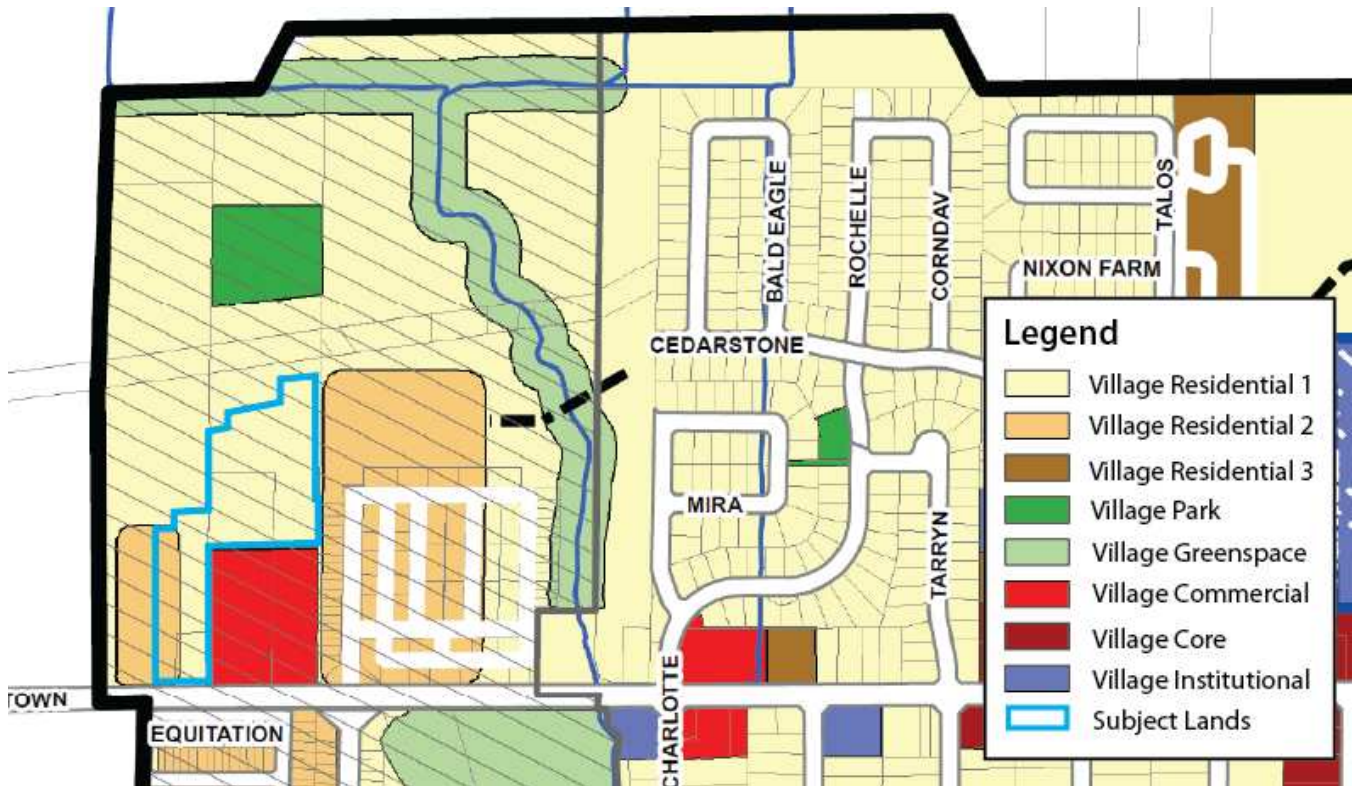 BALD EAGLE
ROCHELLE
CORNDAV
TALOS
NIXON FARM
CEDARSTONE
MIRA
TARRYN
CHARLOTTE
TOWN
EQUITATION
Legend
Village Residential 1
Village Residential 2
Village Residential 3
Village Park
Village Greenspace
Village Commercial
Village Core
Village Institutional
Subject Lands